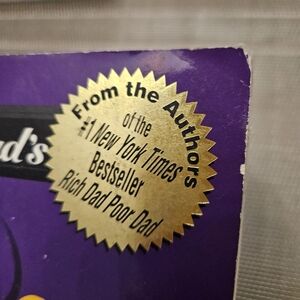 From the Authors
of the
#1 New York Times
Bestseller
Rich Dad Poor Dad